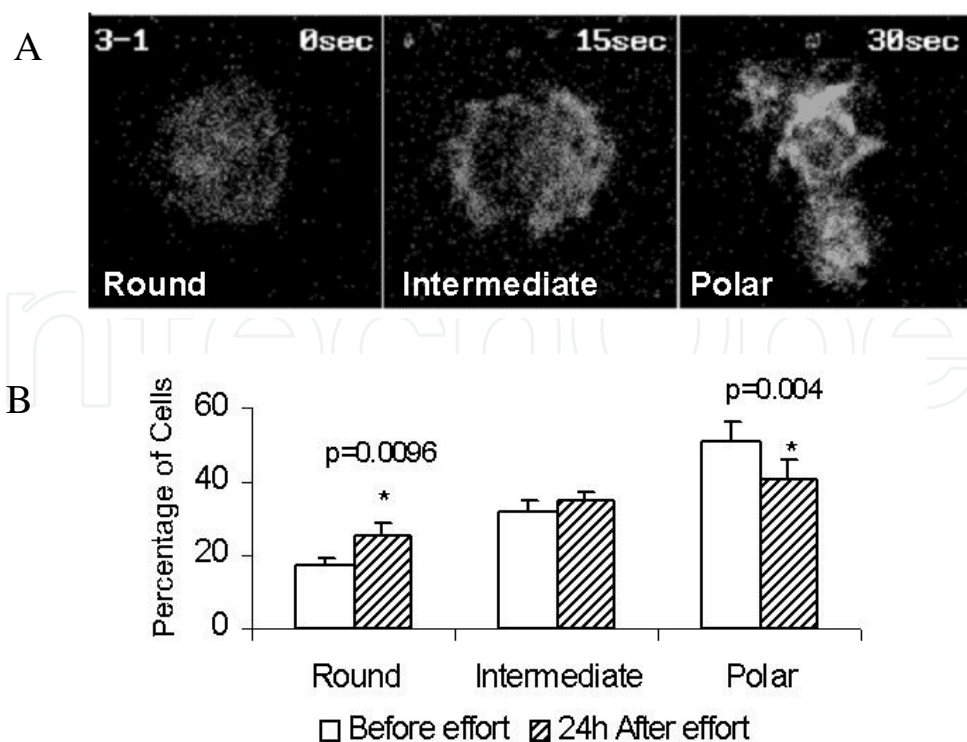 A
3-1 0sec 15sec 30sec
Round Intermediate Polar
B
Percentage of Cells
60
40
20
0
p=0.0096
*
p=0.004
*
Round Intermediate Polar
Before effort 24h After effort